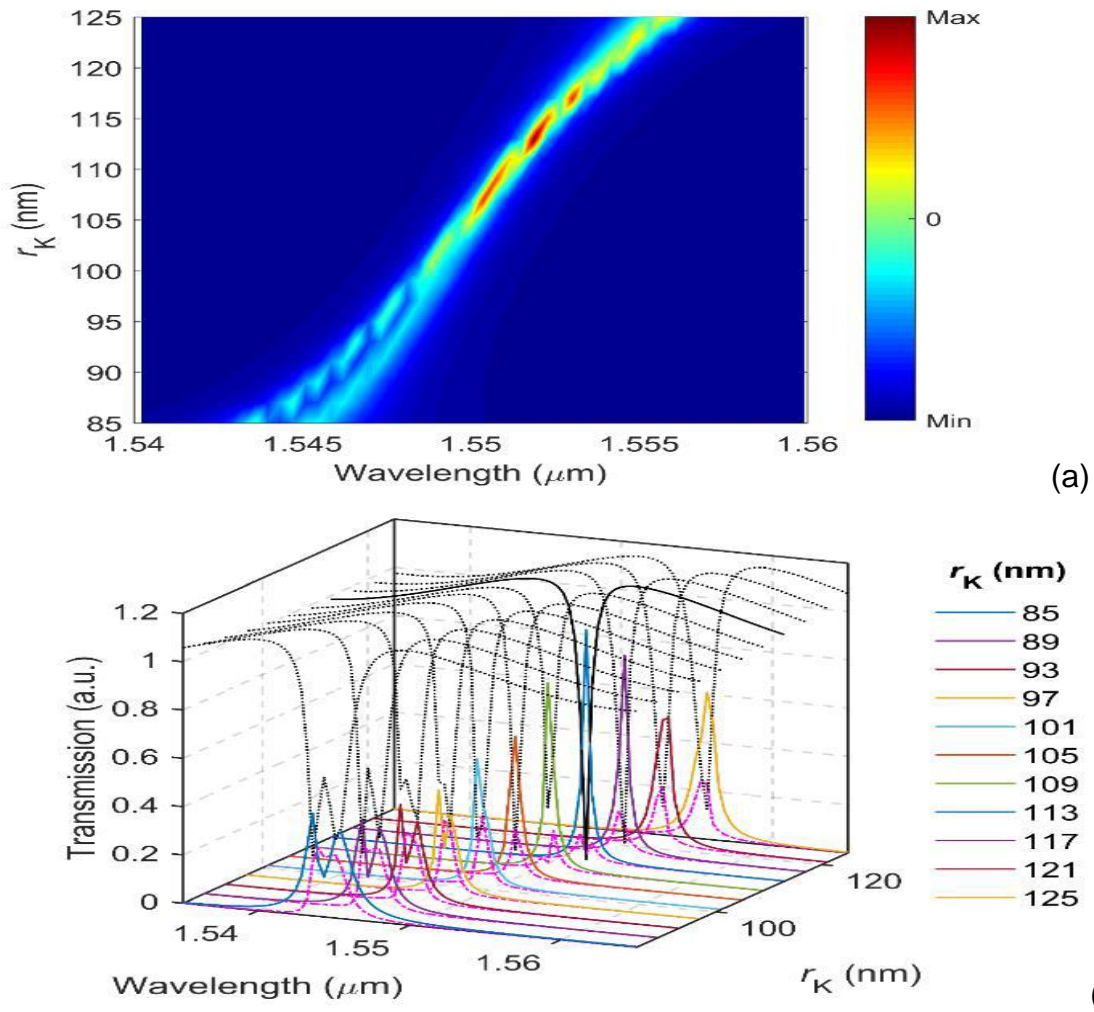 125
120
115
110
105
100
95
90
85
r_K (nm)
1.54 1.545 1.55 1.555 1.56
Wavelength (μm)
Max
0
Min
(a)
1.2
1
0.8
0.6
0.4
0.2
0
Transmission (a.u.)
1.54 1.55 1.56
Wavelength (μm)
100 120
r_K (nm)
r_K (nm)
85
89
93
97
101
105
109
113
117
121
125
(